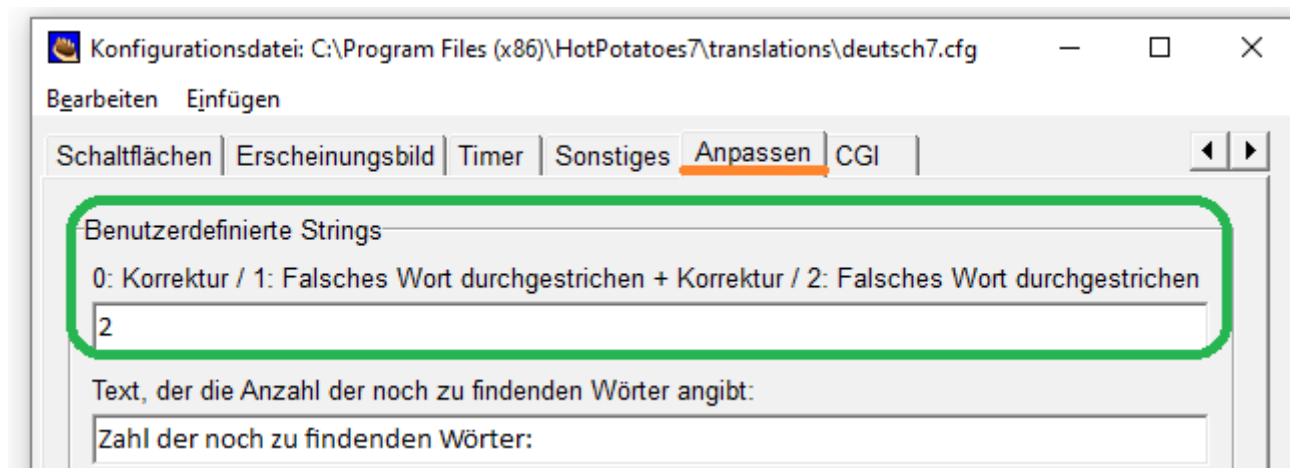 Konfigurationsdatei: C:\Program Files (x86)\HotPotatoes7\translations\deutsch7.cfg
Bearbeiten Einfügen
Schaltflächen Erscheinungsbild Timer Sonstiges Anpassen CGI
Benutzerdefinierte Strings
0: Korrektur / 1: Falsches Wort durchgestrichen + Korrektur / 2: Falsches Wort durchgestrichen
2
Text, der die Anzahl der noch zu findenden Wörter angibt:
Zahl der noch zu findenden Wörter: